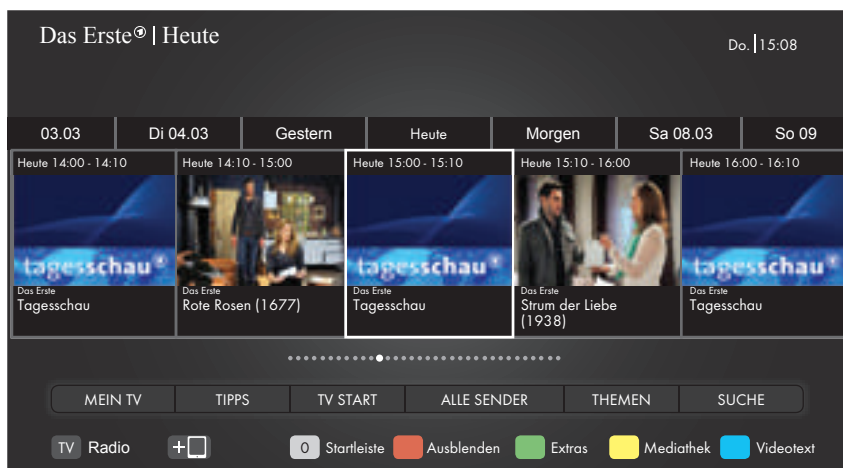 Das Erste | Heute
Do. 15:08
03.03 Di 04.03 Gestern Heute Morgen Sa 08.03 So 09
Heute 14:00 - 14:10 Heute 14:10 - 15:00 Heute 15:00 - 15:10 Heute 15:10 - 16:00 Heute 16:00 - 16:10
tagesschau tagesschau tagesschau
Das Erste Das Erste Das Erste Das Erste Das Erste
Tagesschau Rote Rosen (1677) Tagesschau Strum der Liebe Tagesschau
(1938)
MEIN TV TIPPS TV START ALLE SENDER THEMEN SUCHE
TV Radio + 0 Startleiste Ausblenden Extras Mediathek Videotext